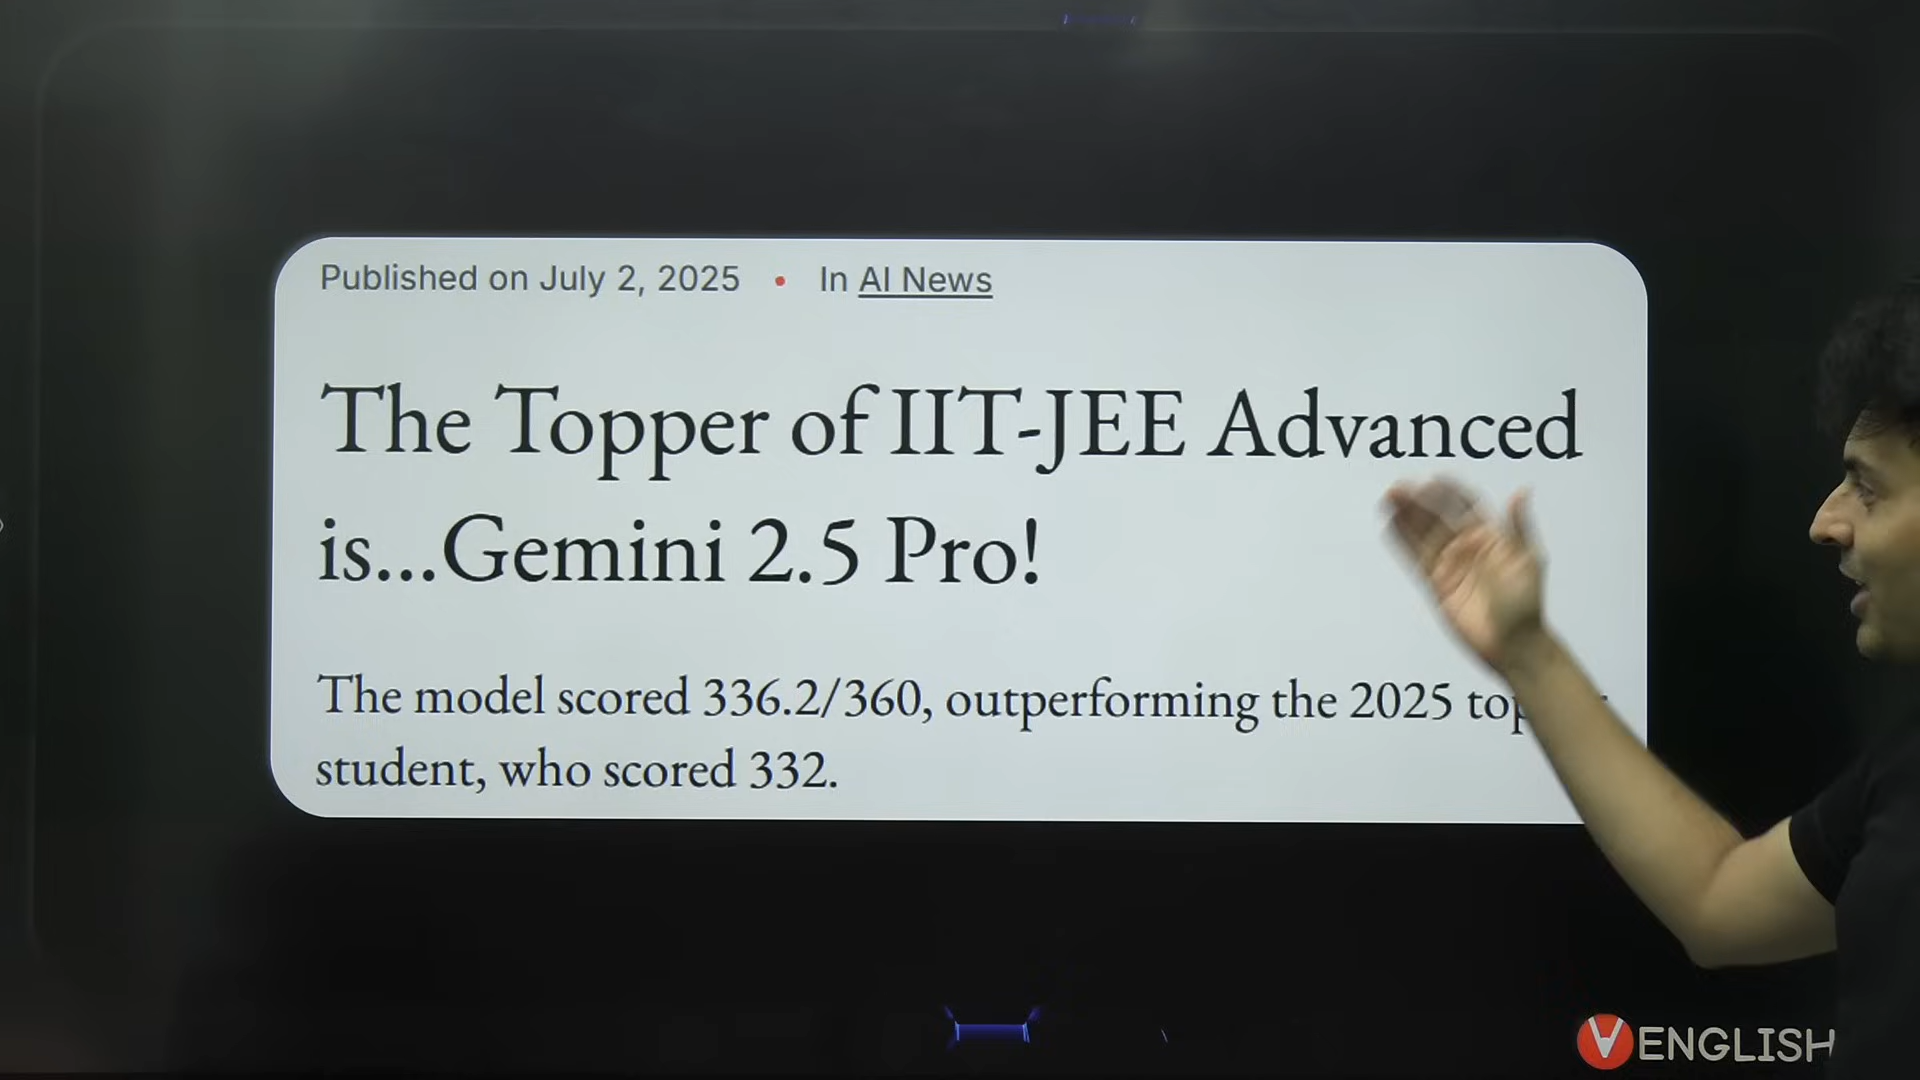 Published on July 2, 2025 • In AI News
The Topper of IIT-JEE Advanced
is...Gemini 2.5 Pro!
The model scored 336.2/360, outperforming the 2025
student, who scored 332.
ENGLISH